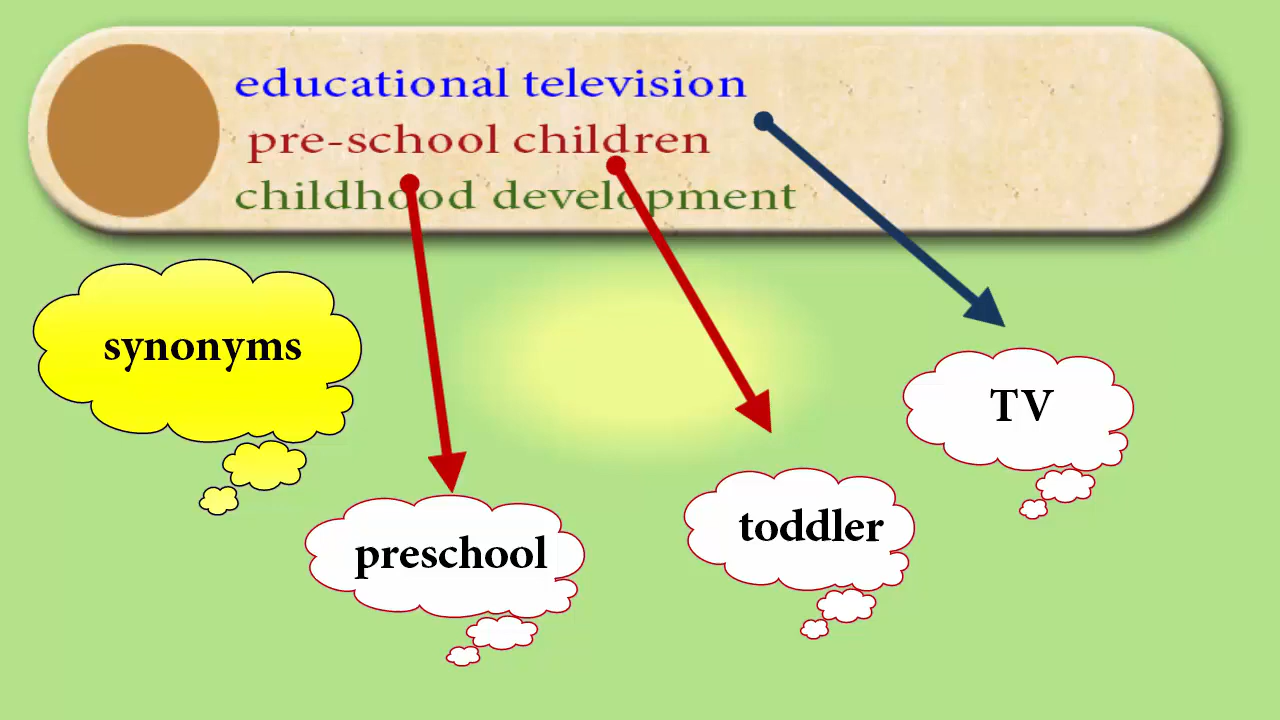 educational television
pre-school children
childhood development
synonyms
TV
toddler
preschool